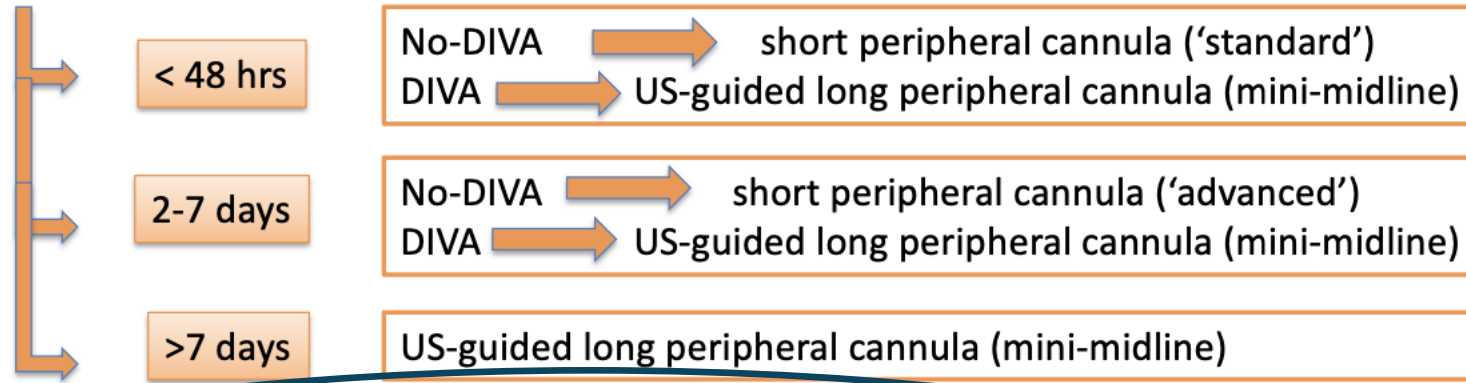 < 48 hrs
No-DIVA short peripheral cannula (‘standard’)
DIVA US-guided long peripheral cannula (mini-midline)
2-7 days
No-DIVA short peripheral cannula (‘advanced’)
DIVA US-guided long peripheral cannula (mini-midline)
>7 days
US-guided long peripheral cannula (mini-midline)